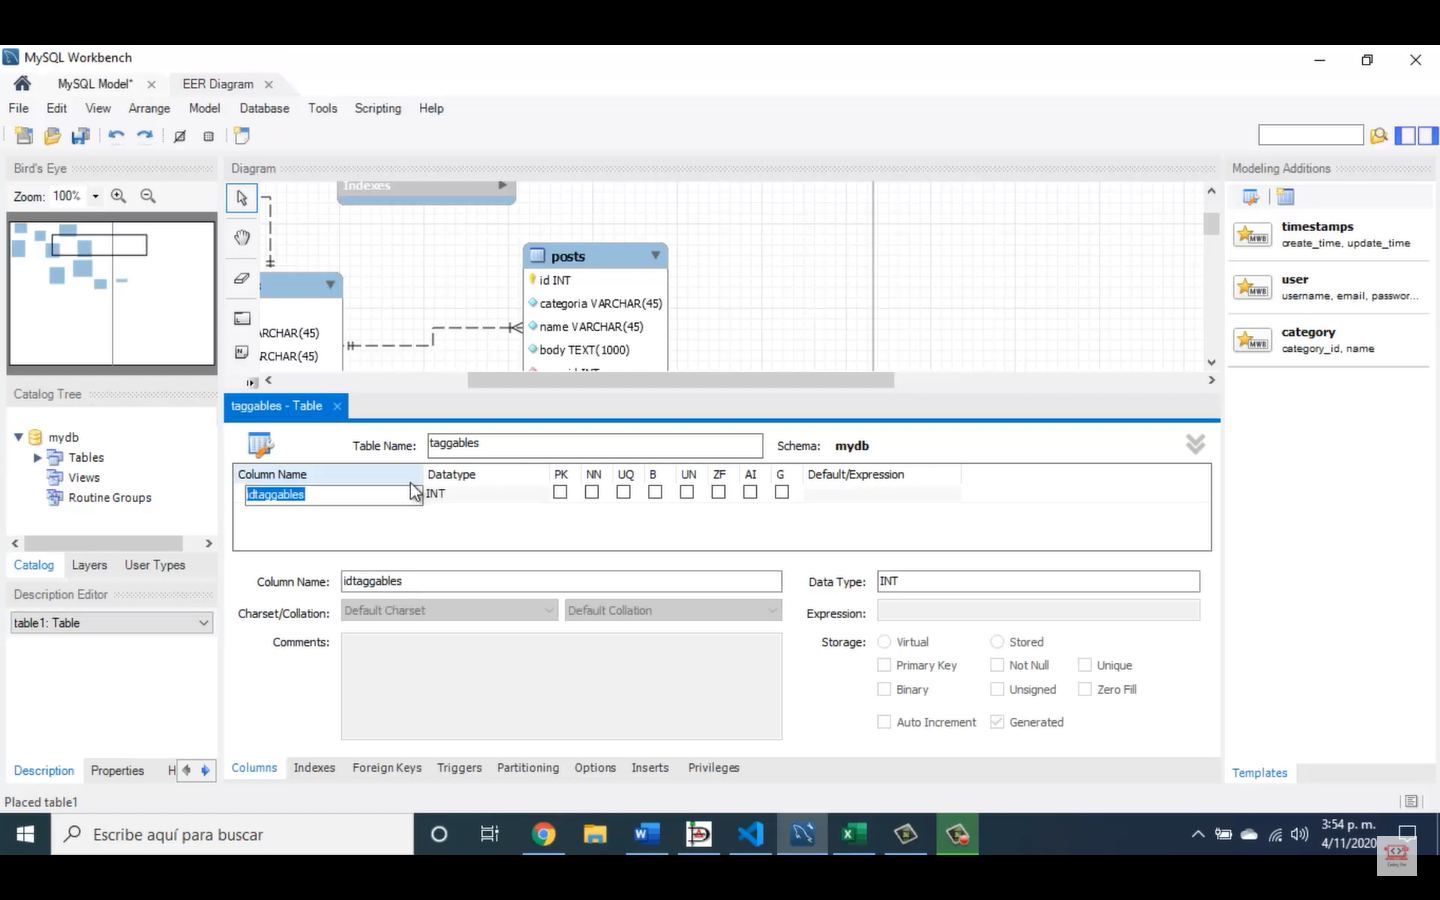 MySQL Workbench
MySQL Model*
EER Diagram
File Edit View Arrange Model Database Tools Scripting Help
Bird's Eye
Zoom: 100%
Catalog Tree
mydb
Tables
Views
Routine Groups
Catalog Layers User Types
Description Editor
table1: Table
Description Properties H
Placed table1
Diagram
Indexes
posts
id INT
categoria VARCHAR(45)
name VARCHAR(45)
body TEXT(1000)
s
RCHAR(45)
RCHAR(45)
taggables - Table
Table Name: taggables Schema: mydb
Column Name Datatype PK NN UQ B UN ZF AI G Default/Expression
idtaggables INT
Column Name: idtaggables Data Type: INT
Charset/Collation: Default Charset Default Collation Expression:
Comments: Storage: Virtual Stored
Primary Key Not Null Unique
Binary Unsigned Zero Fill
Auto Increment Generated
Columns Indexes Foreign Keys Triggers Partitioning Options Inserts Privileges
Modeling Additions
timestamps
create_time, update_time
user
username, email, passwor...
category
category_id, name
Templates
Escribe aquí para buscar
3:54 p. m.
4/11/2020